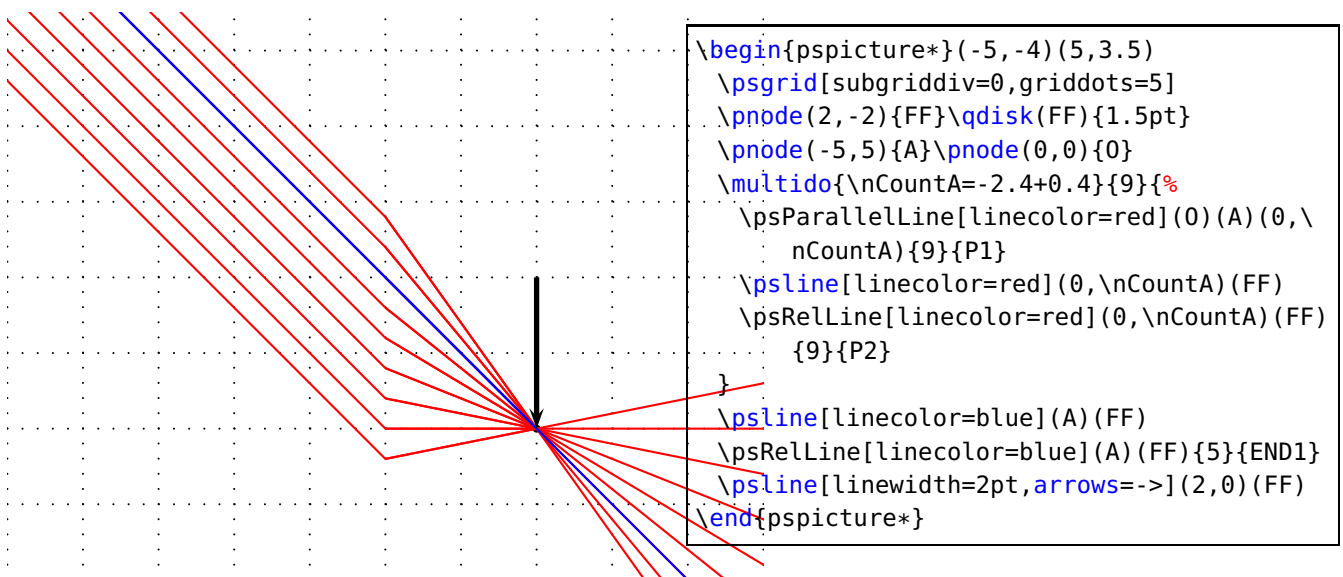 \begin{pspicture*}(-5,-4)(5,3.5)
\psgrid[subgriddiv=0,griddots=5]
\pnode(2,-2){FF}\qdisk(FF){1.5pt}
\pnode(-5,5){A}\pnode(0,0){O}
\multido{\nCountA=-2.4+0.4}{9}{%
\psParallelLine[linecolor=red](O)(A)(0,\
nCountA){9}{P1}
\psline[linecolor=red](0,\nCountA)(FF)
\psRelLine[linecolor=red](0,\nCountA)(FF)
{9}{P2}
}
\psline[linecolor=blue](A)(FF)
\psRelLine[linecolor=blue](A)(FF){5}{END1}
\psline[linewidth=2pt,arrows=->](2,0)(FF)
\end{pspicture*}